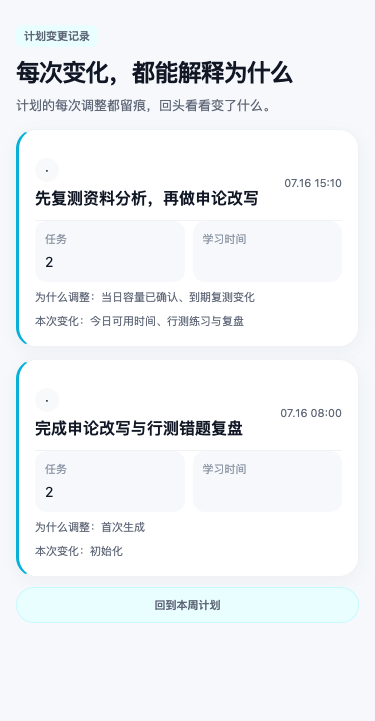 计划变更记录
每次变化，都能解释为什么
计划的每次调整都留痕，回头看看变了什么。
·
先复测资料分析，再做申论改写
07.16 15:10
任务
2
学习时间
为什么调整：当日容量已确认、到期复测变化
本次变化：今日可用时间、行测练习与复盘
·
完成申论改写与行测错题复盘
07.16 08:00
任务
2
学习时间
为什么调整：首次生成
本次变化：初始化
回到本周计划